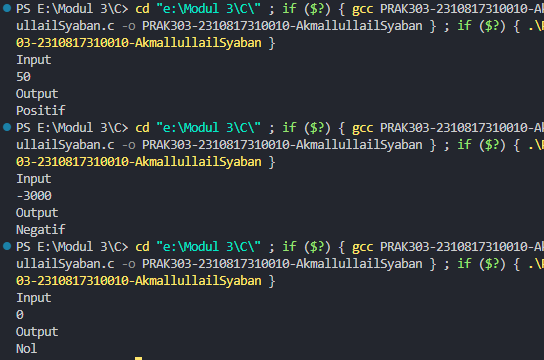 PS E:\Modul 3\C> cd "e:\Modul 3\C\" ; if ($?) { gcc PRAK303-2310817310010-Ak
ullailSyaban.c -o PRAK303-2310817310010-AkmallullailSyaban } ; if ($?) { .\
03-2310817310010-AkmallullailSyaban }
Input
50
Output
Positif
PS E:\Modul 3\C> cd "e:\Modul 3\C\" ; if ($?) { gcc PRAK303-2310817310010-Ak
ullailSyaban.c -o PRAK303-2310817310010-AkmallullailSyaban } ; if ($?) { .\
03-2310817310010-AkmallullailSyaban }
Input
-3000
Output
Negatif
PS E:\Modul 3\C> cd "e:\Modul 3\C\" ; if ($?) { gcc PRAK303-2310817310010-Ak
ullailSyaban.c -o PRAK303-2310817310010-AkmallullailSyaban } ; if ($?) { .\
03-2310817310010-AkmallullailSyaban }
Input
0
Output
Nol